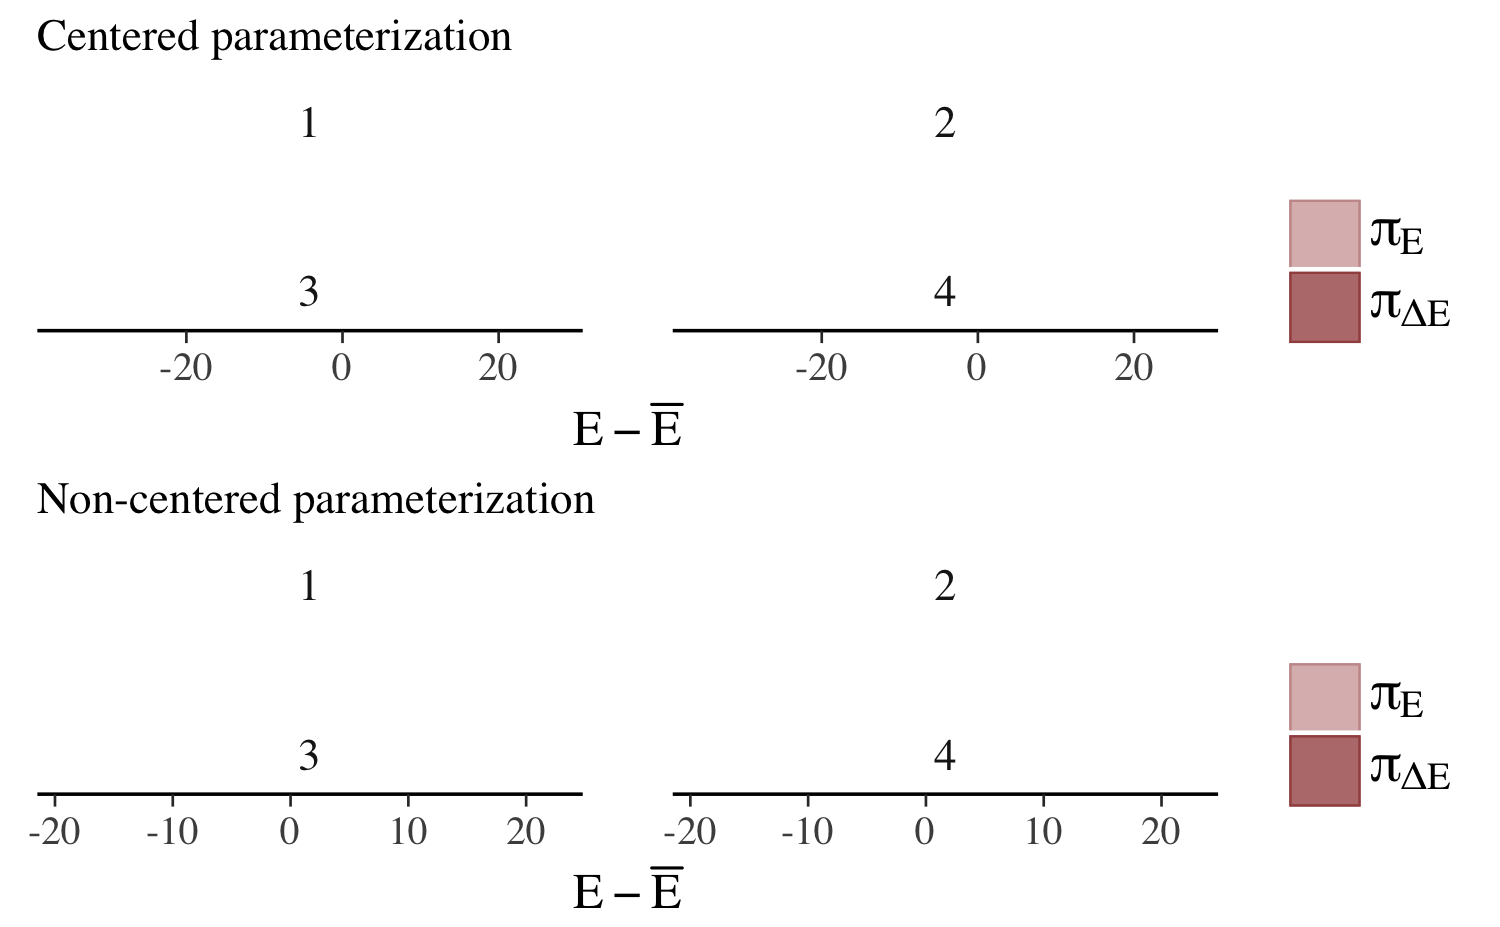 Centered parameterization
1 2
πE
3 4
πΔE
-20 0 20 -20 0 20
E – E̅
Non-centered parameterization
1 2
πE
3 4
πΔE
-20 -10 0 10 20 -20 -10 0 10 20
E – E̅